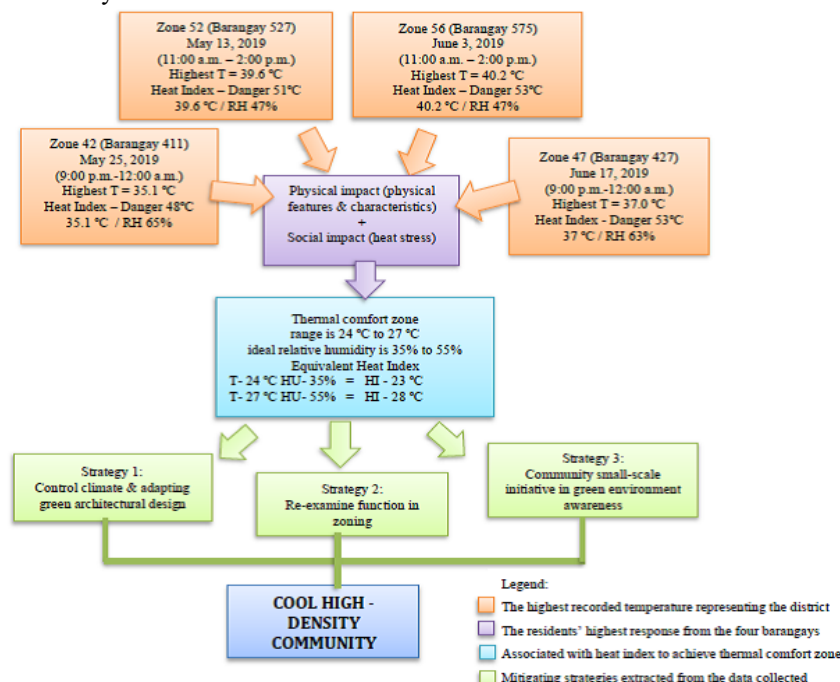 Zone 52 (Barangay 527)
May 13, 2019
(11:00 a.m. – 2:00 p.m.)
Highest T = 39.6 ℃
Heat Index – Danger 51℃
39.6 ℃ / RH 47%
Zone 56 (Barangay 575)
June 3, 2019
(11:00 a.m. – 2:00 p.m.)
Highest T = 40.2 ℃
Heat Index – Danger 53℃
40.2 ℃ / RH 47%
Zone 42 (Barangay 411)
May 25, 2019
(9:00 p.m.-12:00 a.m.)
Highest T = 35.1 ℃
Heat Index – Danger 48℃
35.1 ℃ / RH 65%
Zone 47 (Barangay 427)
June 17, 2019
(9:00 p.m.-12:00 a.m.)
Highest T = 37.0 ℃
Heat Index - Danger 53℃
37 ℃ / RH 63%
Physical impact (physical
features & characteristics)
+
Social impact (heat stress)
Thermal comfort zone
range is 24 ℃ to 27 ℃
ideal relative humidity is 35% to 55%
Equivalent Heat Index
T- 24 ℃ HU- 35% = HI - 23 ℃
T- 27 ℃ HU- 55% = HI - 28 ℃
Strategy 1:
Control climate & adapting
green architectural design
Strategy 2:
Re-examine function in
zoning
Strategy 3:
Community small-scale
initiative in green environment
awareness
COOL HIGH -
DENSITY
COMMUNITY
Legend:
The highest recorded temperature representing the district
The residents' highest response from the four barangays
Associated with heat index to achieve thermal comfort zone
Mitigating strategies extracted from the data collected